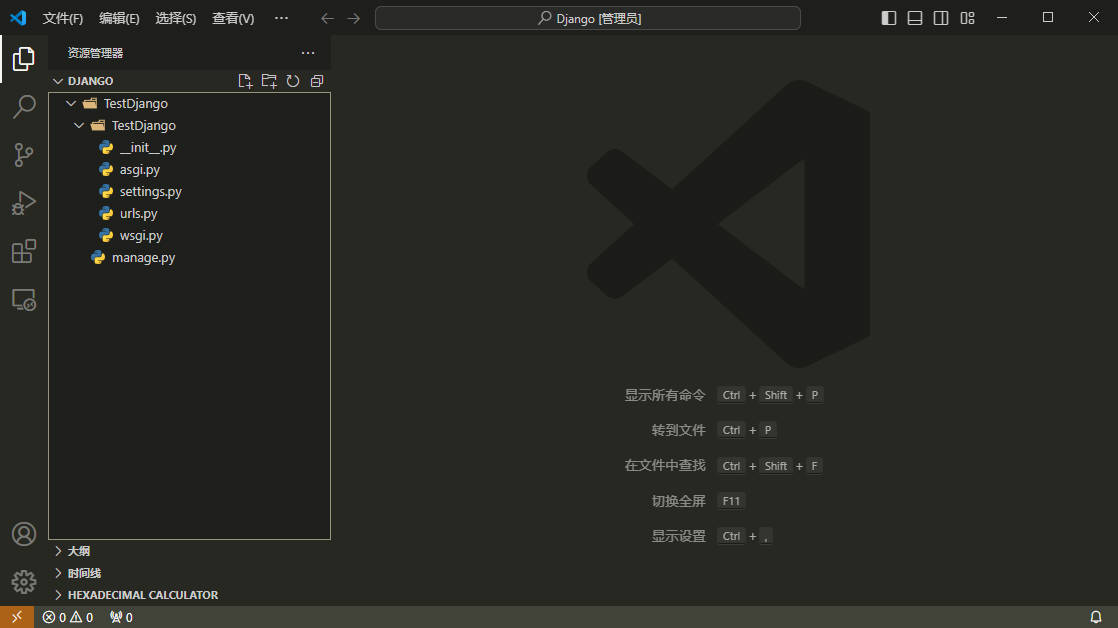 文件(F) 编辑(E) 选择(S) 查看(V) ··· Django [管理员]
资源管理器 ···
DJANGO
TestDjango
TestDjango
__init__.py
asgi.py
settings.py
urls.py
wsgi.py
manage.py
显示所有命令 Ctrl + Shift + P
转到文件 Ctrl + P
在文件中查找 Ctrl + Shift + F
切换全屏 F11
显示设置 Ctrl + ,
大纲
时间线
HEXADECIMAL CALCULATOR
0 0 0